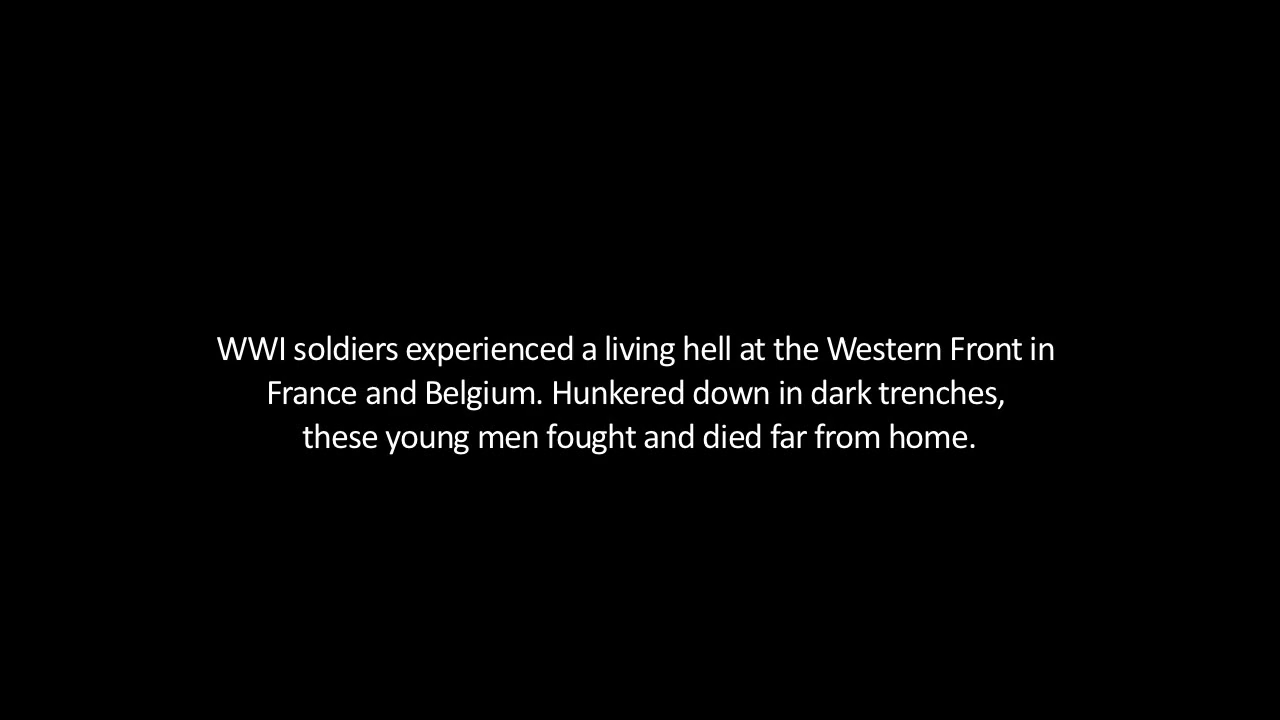 WWI soldiers experienced a living hell at the Western Front in
France and Belgium. Hunkered down in dark trenches,
these young men fought and died far from home.